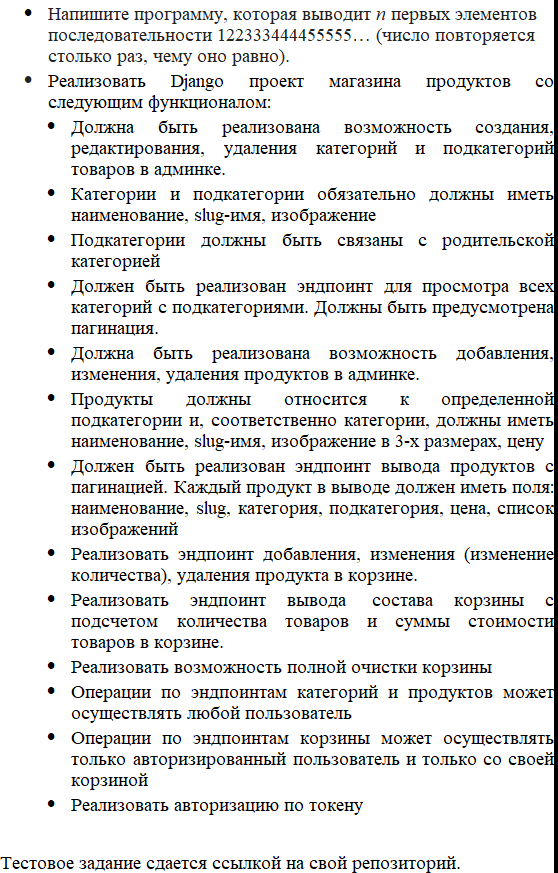 • Напишите программу, которая выводит n первых элементов
последовательности 122333444455555… (число повторяется
столько раз, чему оно равно).
• Реализовать Django проект магазина продуктов со
следующим функционалом:
• Должна быть реализована возможность создания,
редактирования, удаления категорий и подкатегорий
товаров в админке.
• Категории и подкатегории обязательно должны иметь
наименование, slug-имя, изображение
• Подкатегории должны быть связаны с родительской
категорией
• Должен быть реализован эндпоинт для просмотра всех
категорий с подкатегориями. Должны быть предусмотрена
пагинация.
• Должна быть реализована возможность добавления,
изменения, удаления продуктов в админке.
• Продукты должны относится к определенной
подкатегории и, соответственно категории, должны иметь
наименование, slug-имя, изображение в 3-х размерах, цену
• Должен быть реализован эндпоинт вывода продуктов с
пагинацией. Каждый продукт в выводе должен иметь поля:
наименование, slug, категория, подкатегория, цена, список
изображений
• Реализовать эндпоинт добавления, изменения (изменение
количества), удаления продукта в корзине.
• Реализовать эндпоинт вывода состава корзины с
подсчетом количества товаров и суммы стоимости
товаров в корзине.
• Реализовать возможность полной очистки корзины
• Операции по эндпоинтам категорий и продуктов может
осуществлять любой пользователь
• Операции по эндпоинтам корзины может осуществлять
только авторизированный пользователь и только со своей
корзиной
• Реализовать авторизацию по токену
Тестовое задание сдается ссылкой на свой репозиторий.